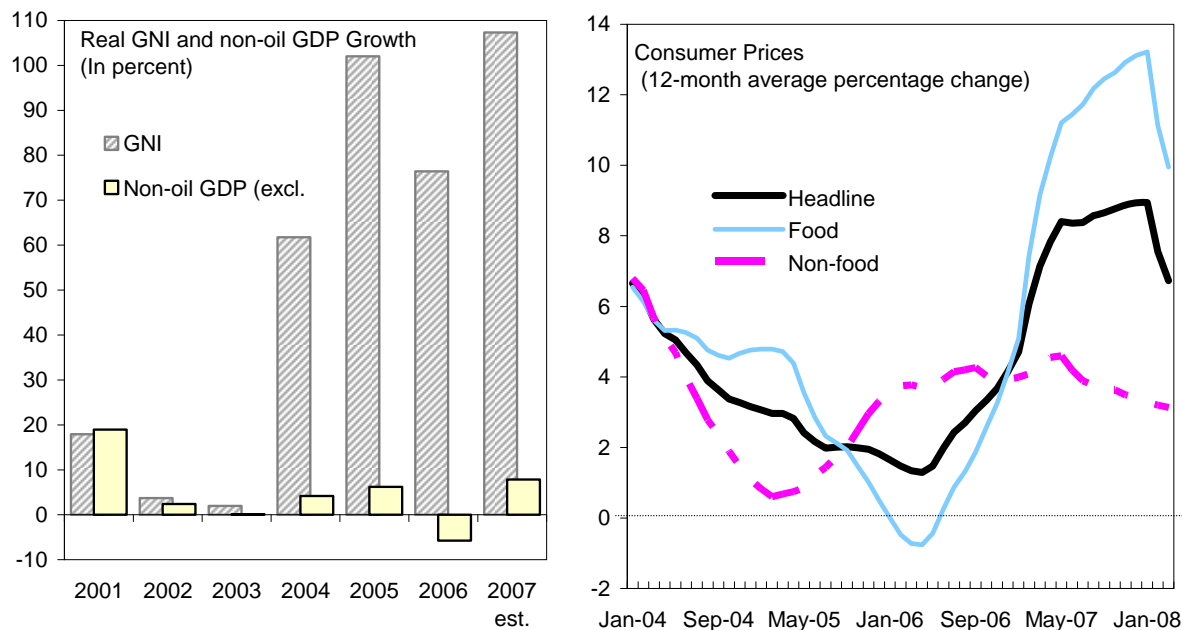 Real GNI and non-oil GDP Growth
(In percent)
110
100
90
80
70
60
50
40
30
20
10
0
-10
GNI
Non-oil GDP (excl.
2001 2002 2003 2004 2005 2006 2007
est.
Consumer Prices
(12-month average percentage change)
14
12
10
8
6
4
2
0
-2
Headline
Food
Non-food
Jan-04 Sep-04 May-05 Jan-06 Sep-06 May-07 Jan-08